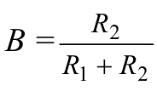 B = R₂ / (R₁ + R₂)